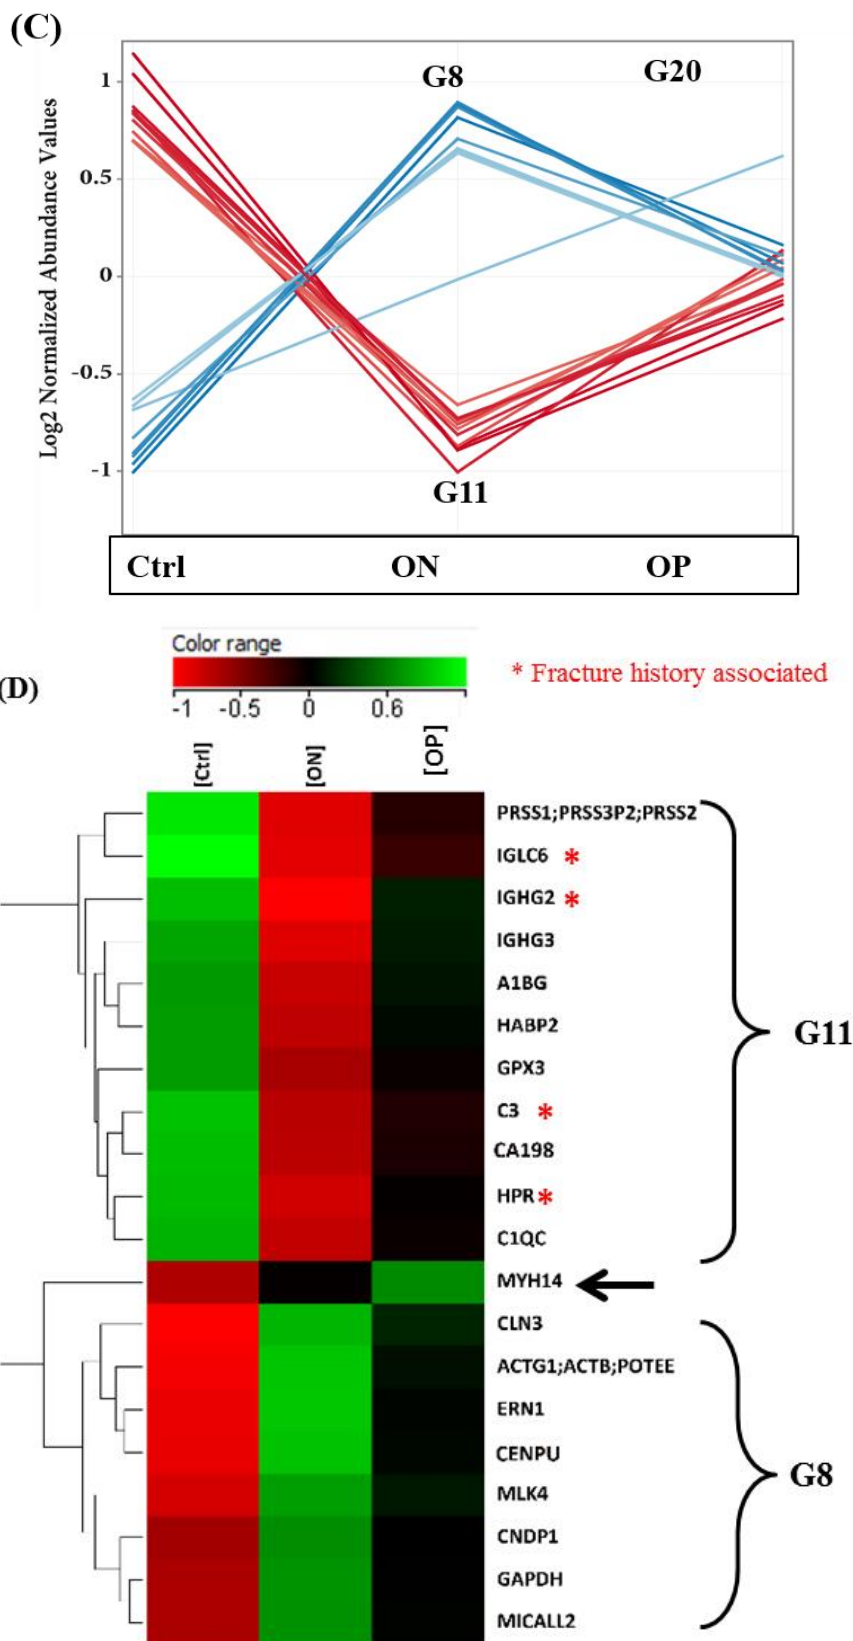 (C)
G8
G20
Log2 Normalized Abundance Values
1
0.5
0
-0.5
-1
G11
Ctrl ON OP
Color range
-1 -0.5 0 0.6
* Fracture history associated
(D)
[Ctrl] [ON] [OP]
PRSS1;PRSS3P2;PRSS2
IGLC6 *
IGHG2 *
IGHG3
A1BG
HABP2
G11
GPX3
C3 *
CA198
HPR *
C1QC
MYH14
CLN3
ACTG1;ACTB;POTEE
ERN1
CENPU
G8
MLK4
CNDP1
GAPDH
MICALL2